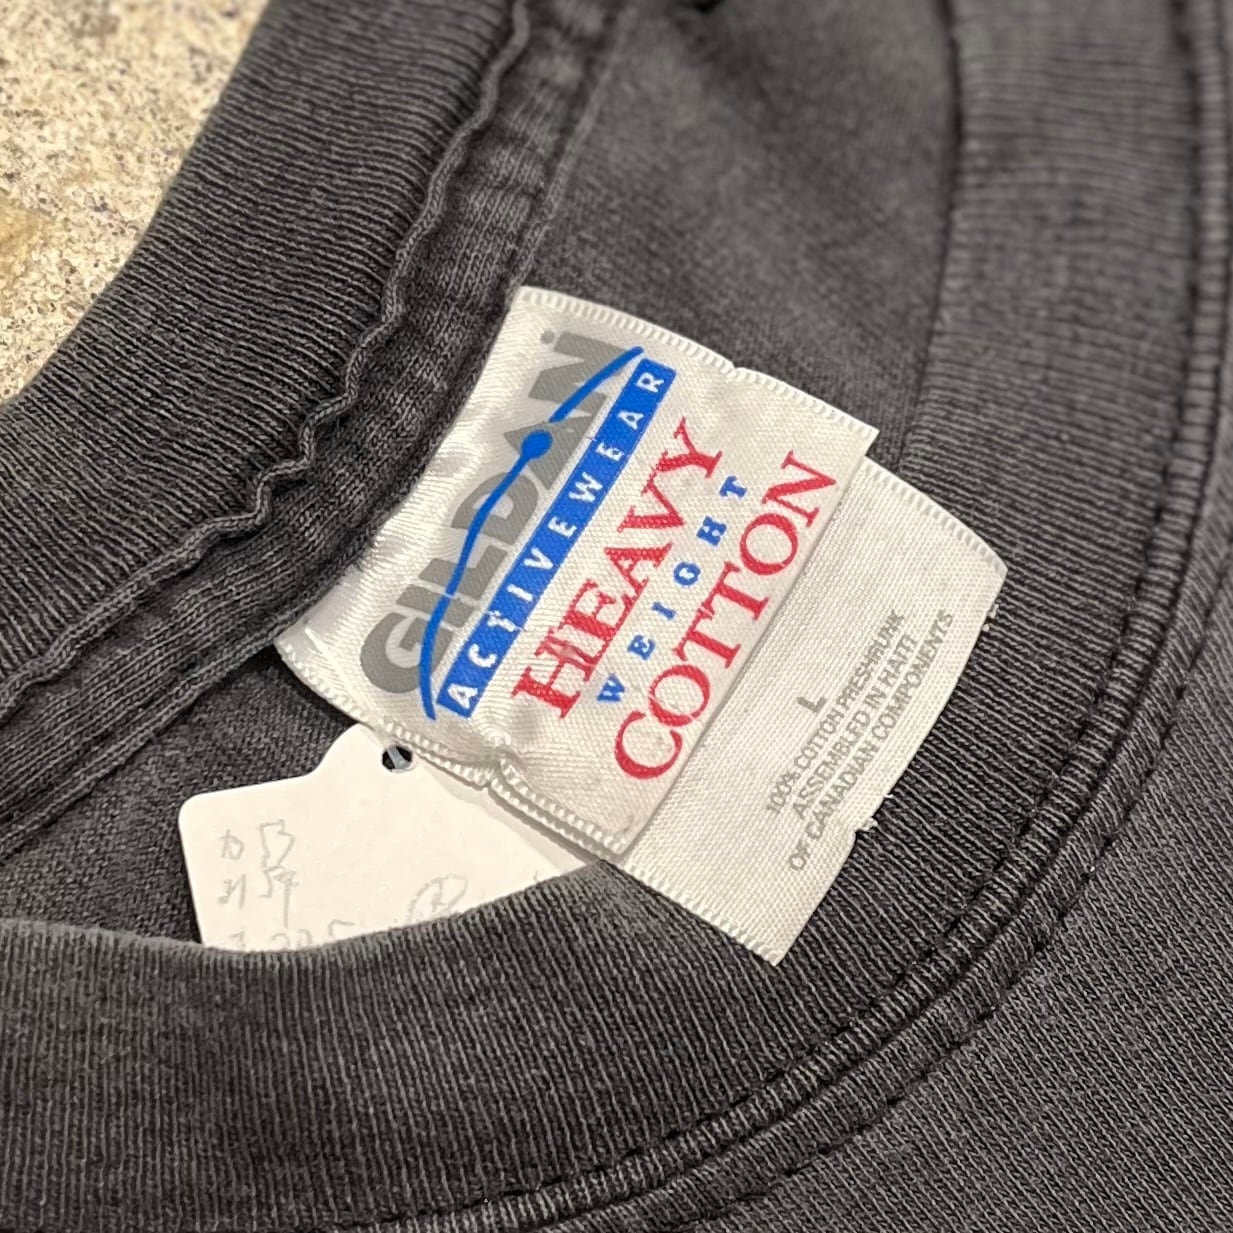 GILDAN
ACTIVEWEAR
HEAVY
WEIGHT
COTTON
L
100% COTTON PRESHRUNK
ASSEMBLED IN HAITI
OF CANADIAN COMPONENTS